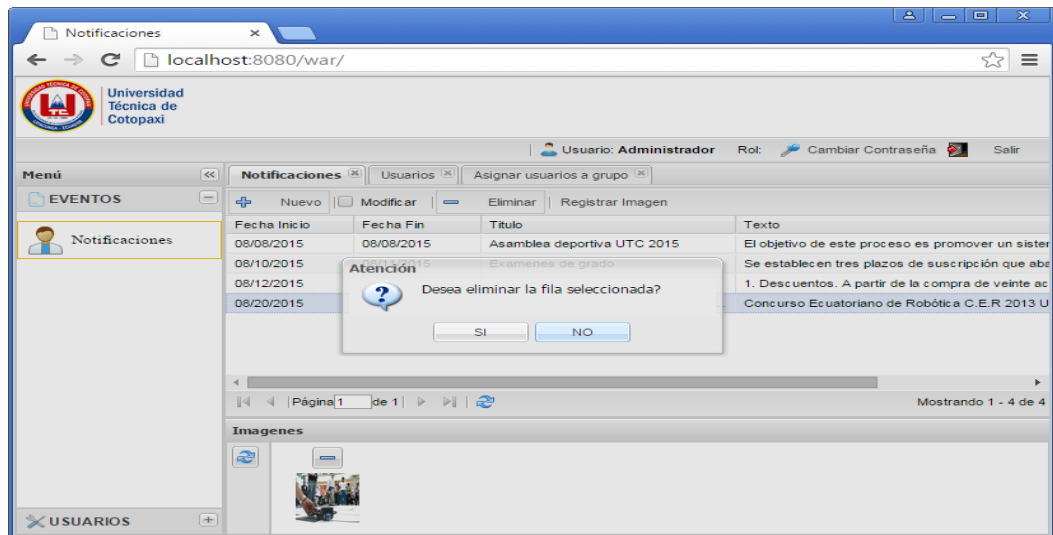 Notificaciones
localhost:8080/war/
Universidad
Técnica de
Cotopaxi
Usuario: Administrador Rol: Cambiar Contraseña Salir
Menú Notificaciones Usuarios Asignar usuarios a grupo
EVENTOS Nuevo Modificar Eliminar Registrar Imagen
Fecha Inicio Fecha Fin Titulo Texto
Notificaciones
08/08/2015 08/08/2015 Asamblea deportiva UTC 2015 El objetivo de este proceso es promover un sister
08/10/2015 08/11/2015 Examenes de grado Se establecen tres plazos de suscripción que aba
08/12/2015 1. Descuentos. A partir de la compra de veinte ac
08/20/2015 Concurso Ecuatoriano de Robótica C.E.R 2013 U
Atención
Desea eliminar la fila seleccionada?
SI NO
Página 1 de 1 Mostrando 1 - 4 de 4
Imagenes
USUARIOS